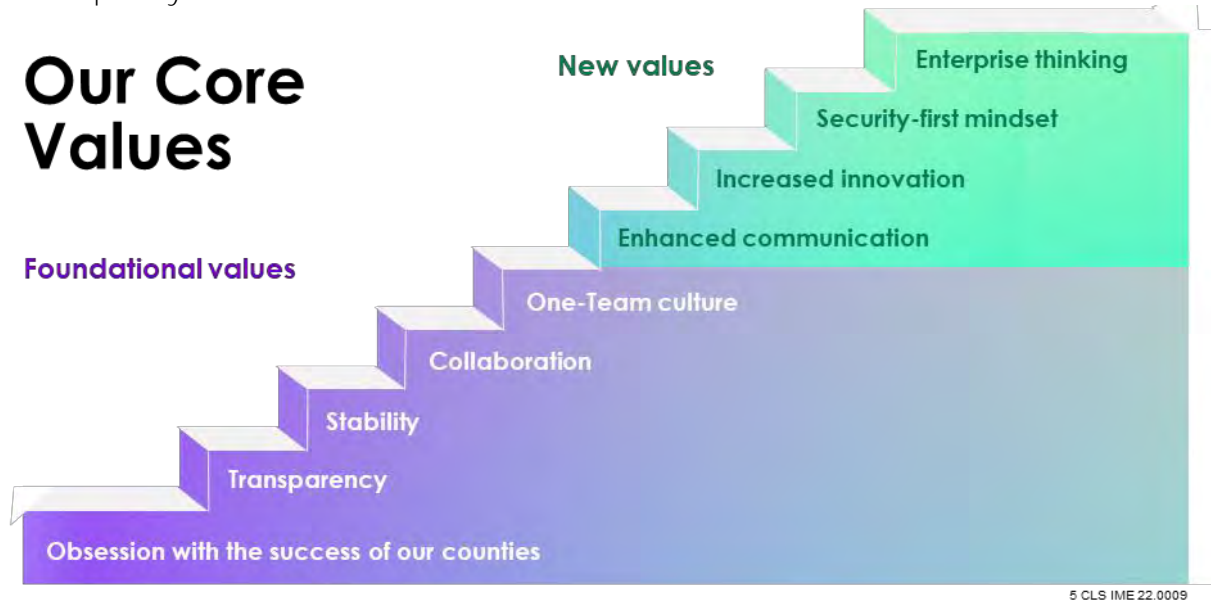 Our Core
Values
New values
Foundational values
Enterprise thinking
Security-first mindset
Increased innovation
Enhanced communication
One-Team culture
Collaboration
Stability
Transparency
Obsession with the success of our counties
5 CLS IME 22.0009